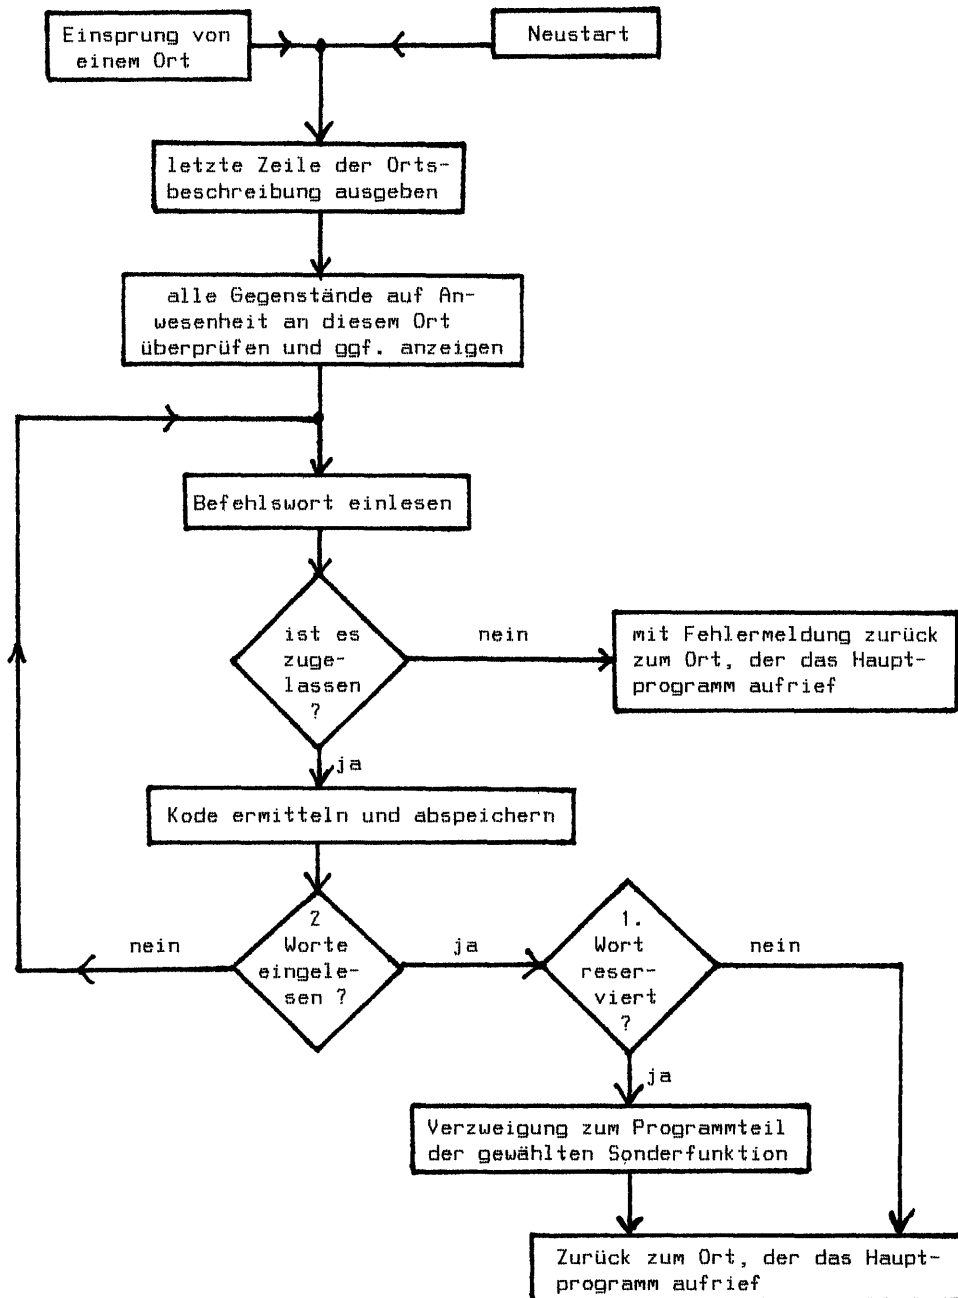 Einsprung von
einem Ort
Neustart
letzte Zeile der Orts-
beschreibung ausgeben
alle Gegenstände auf An-
wesenheit an diesem Ort
überprüfen und ggf. anzeigen
Befehlswort einlesen
ist es
zuge-
lassen
?
nein
mit Fehlermeldung zurück
zum Ort, der das Haupt-
programm aufrief
ja
Kode ermitteln und abspeichern
2
Worte
eingele-
sen ?
nein
ja
1.
Wort
reser-
viert
?
nein
ja
Verzweigung zum Programmteil
der gewählten Sonderfunktion
Zurück zum Ort, der das Haupt-
programm aufrief